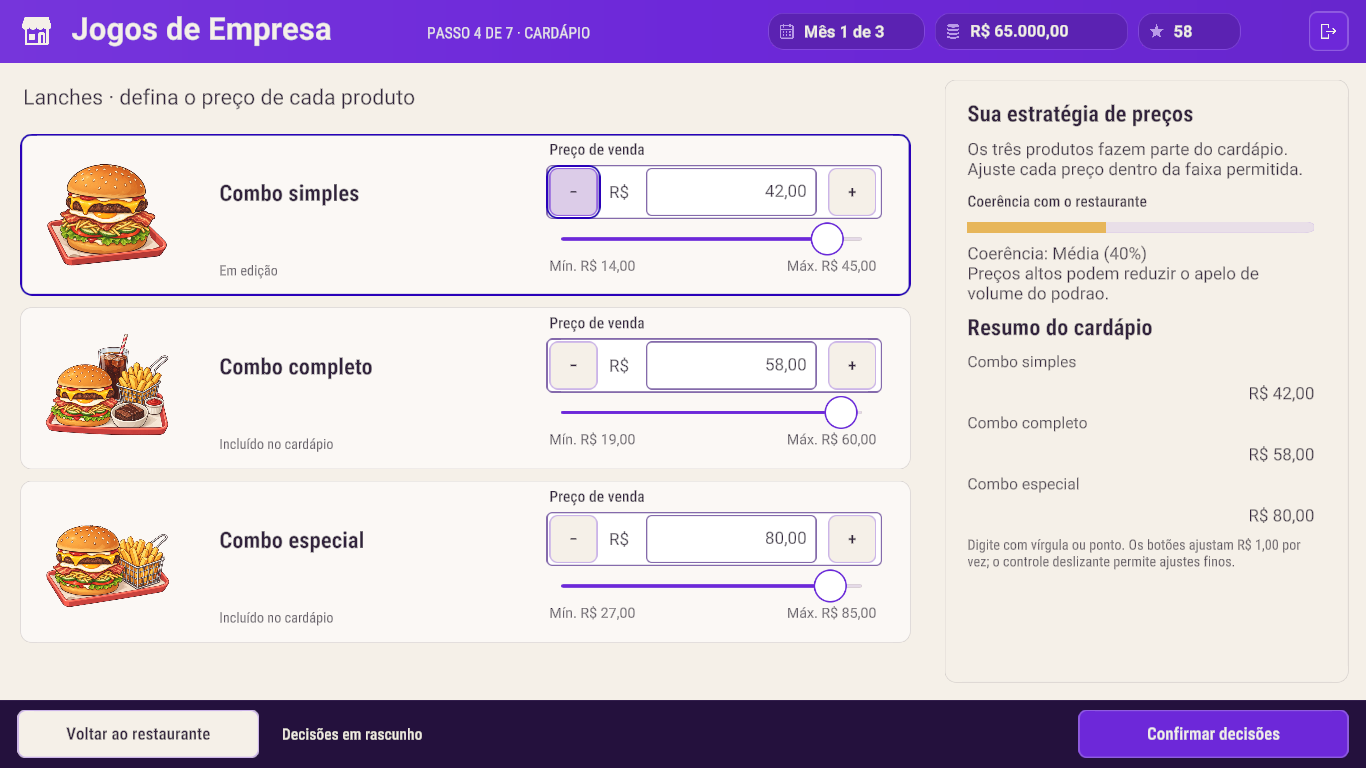 Jogos de Empresa
PASSO 4 DE 7 · CARDÁPIO
Mês 1 de 3
R$ 65.000,00
58
Lanches · defina o preço de cada produto
Combo simples
Em edição
Preço de venda
-
R$
42,00
+
Mín. R$ 14,00
Máx. R$ 45,00
Combo completo
Incluído no cardápio
Preço de venda
-
R$
58,00
+
Mín. R$ 19,00
Máx. R$ 60,00
Combo especial
Incluído no cardápio
Preço de venda
-
R$
80,00
+
Mín. R$ 27,00
Máx. R$ 85,00
Sua estratégia de preços
Os três produtos fazem parte do cardápio.
Ajuste cada preço dentro da faixa permitida.
Coerência com o restaurante
Coerência: Média (40%)
Preços altos podem reduzir o apelo de
volume do podrao.
Resumo do cardápio
Combo simples
R$ 42,00
Combo completo
R$ 58,00
Combo especial
R$ 80,00
Digite com vírgula ou ponto. Os botões ajustam R$ 1,00 por
vez; o controle deslizante permite ajustes finos.
Voltar ao restaurante
Decisões em rascunho
Confirmar decisões